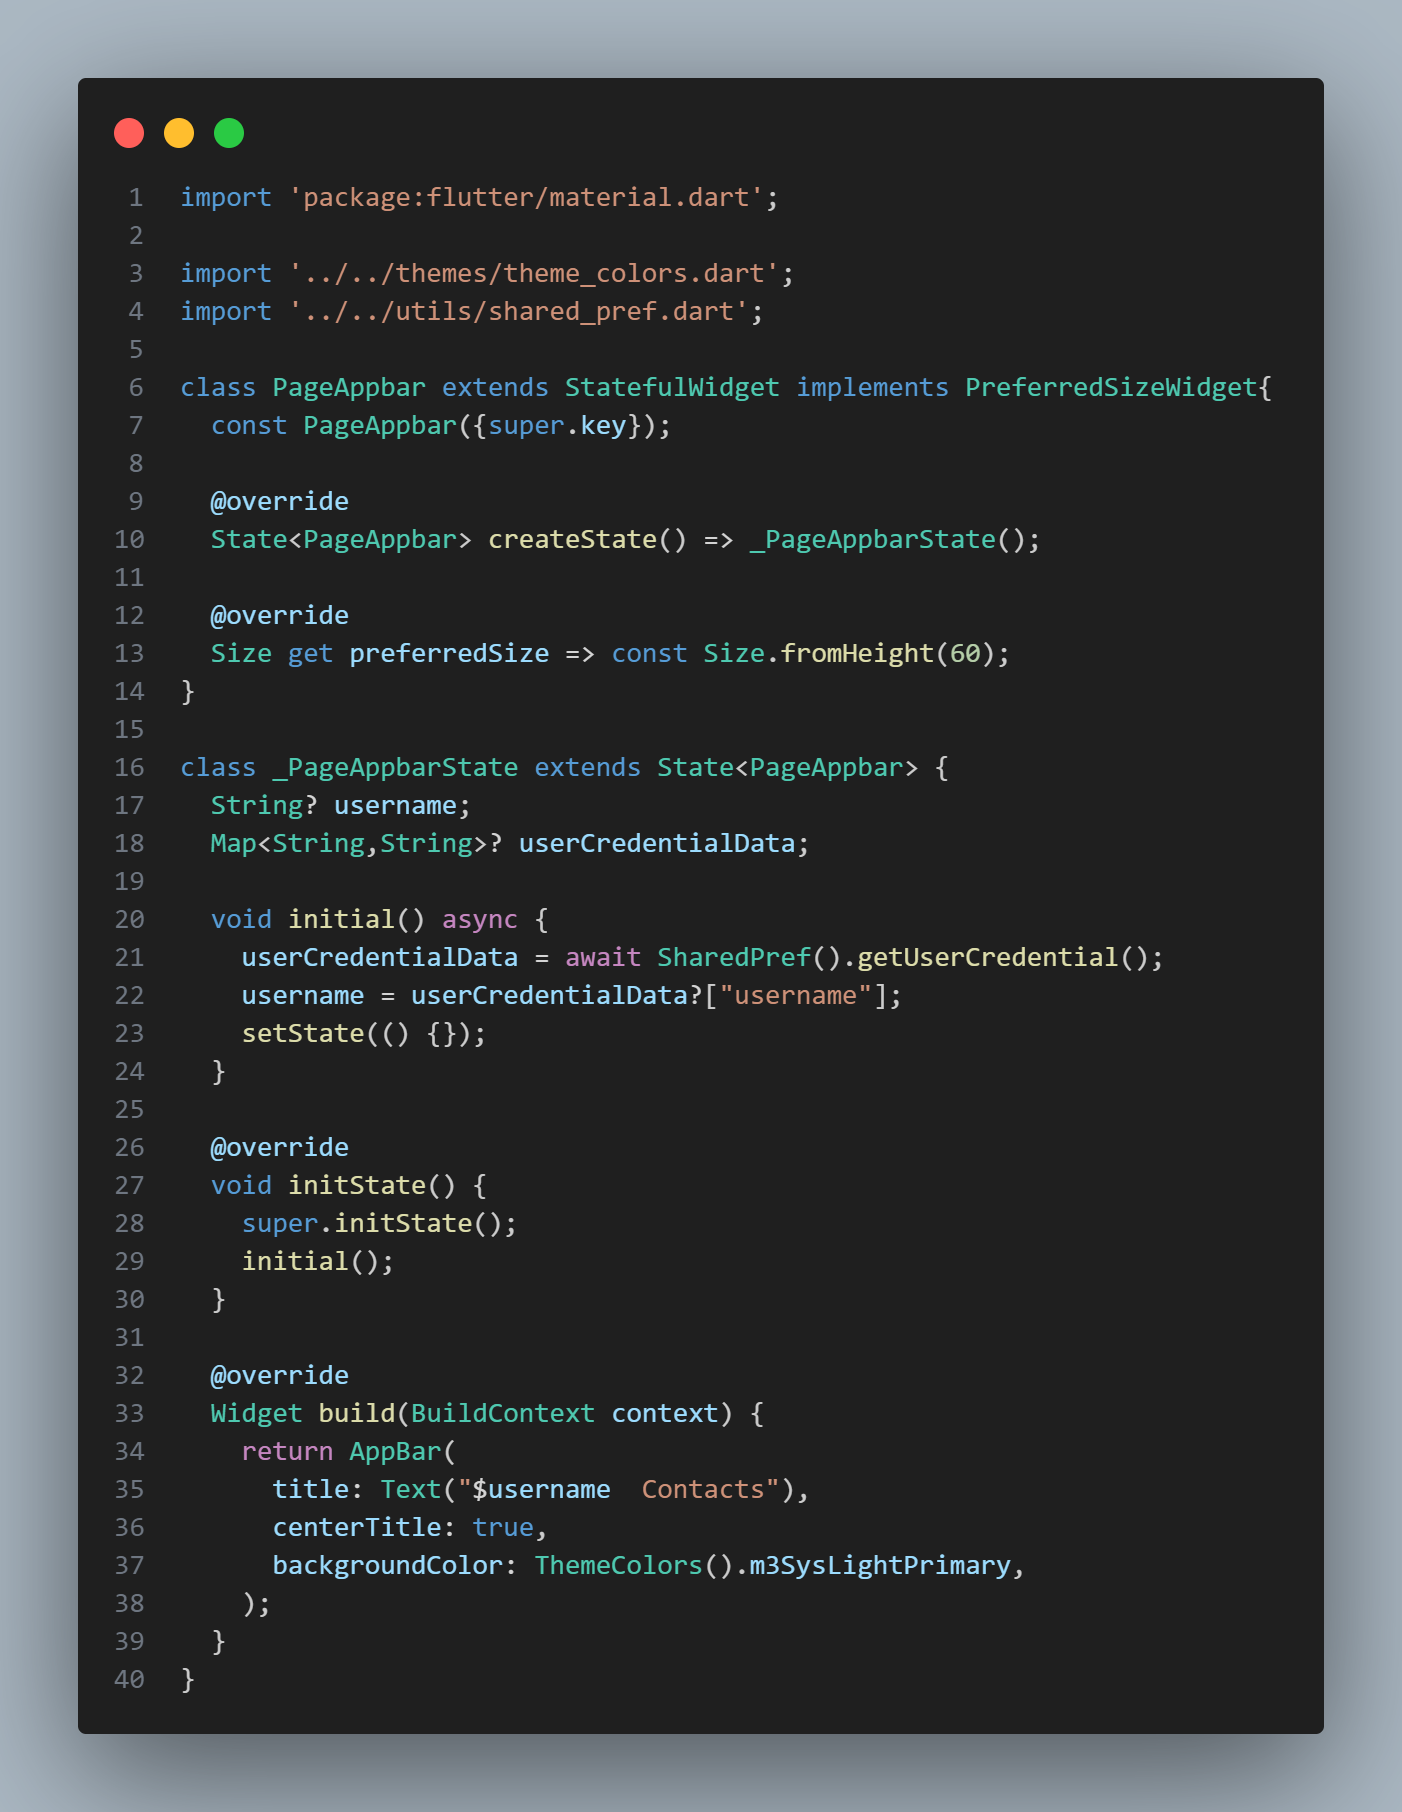 1 import 'package:flutter/material.dart';
2
3 import '../../themes/theme_colors.dart';
4 import '../../utils/shared_pref.dart';
5
6 class PageAppbar extends StatefulWidget implements PreferredSizeWidget{
7   const PageAppbar({super.key});
8
9   @override
10   State<PageAppbar> createState() => _PageAppbarState();
11
12   @override
13   Size get preferredSize => const Size.fromHeight(60);
14 }
15
16 class _PageAppbarState extends State<PageAppbar> {
17   String? username;
18   Map<String,String>? userCredentialData;
19
20   void initial() async {
21     userCredentialData = await SharedPref().getUserCredential();
22     username = userCredentialData?["username"];
23     setState(() {});
24   }
25
26   @override
27   void initState() {
28     super.initState();
29     initial();
30   }
31
32   @override
33   Widget build(BuildContext context) {
34     return AppBar(
35       title: Text("$username  Contacts"),
36       centerTitle: true,
37       backgroundColor: ThemeColors().m3SysLightPrimary,
38     );
39   }
40 }